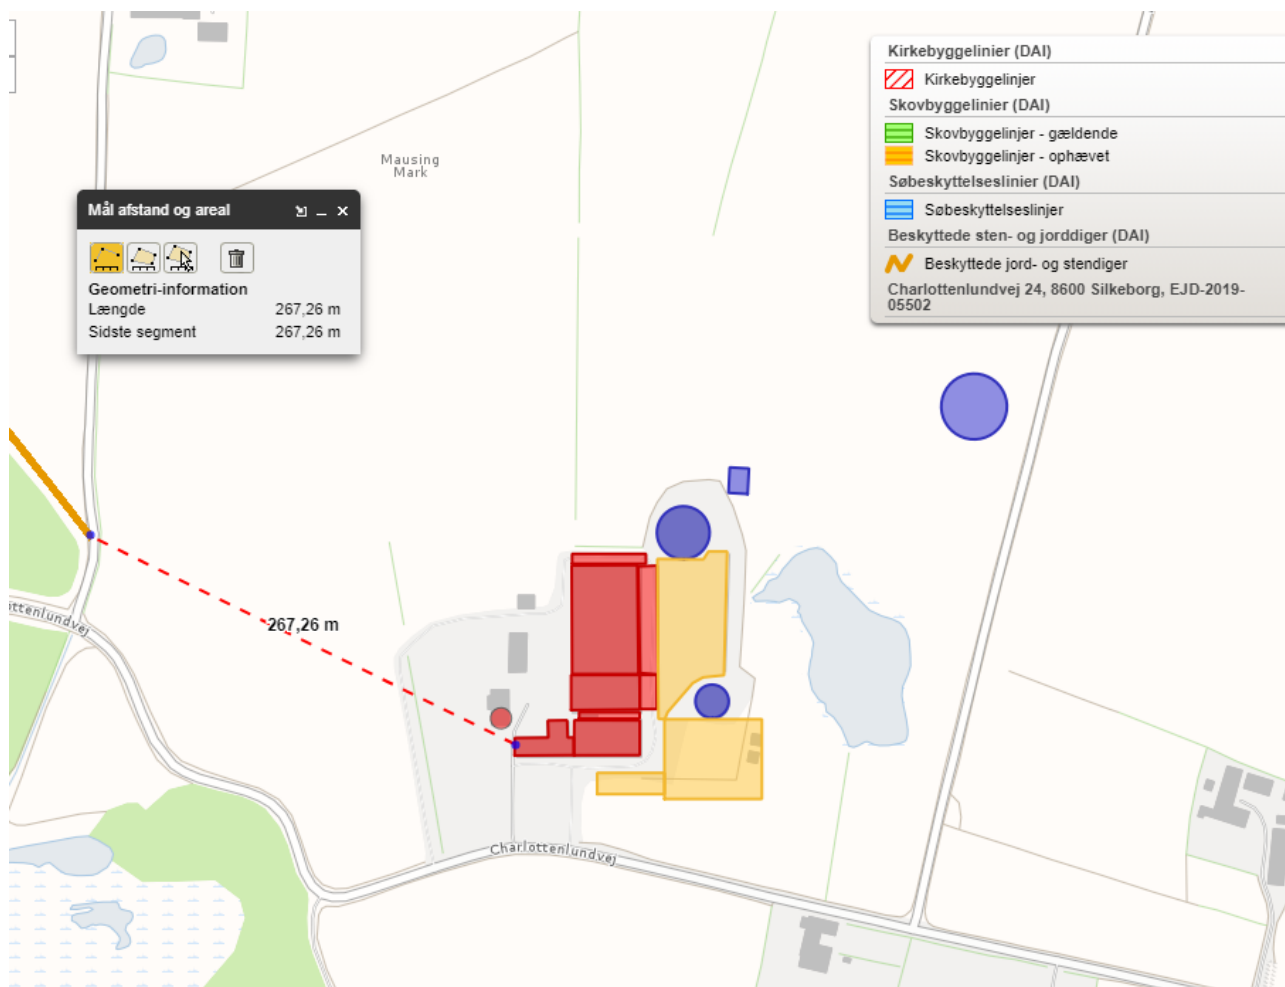 Kirkebyggelinier (DAI)
Kirkebyggelinjer
Skovbyggelinier (DAI)
Skovbyggelinjer - gældende
Skovbyggelinjer - ophævet
Søbeskyttelseslinier (DAI)
Søbeskyttelseslinjer
Beskyttede sten- og jorddiger (DAI)
Beskyttede jord- og stendiger
Charlottenlundvej 24, 8600 Silkeborg, EJD-2019-
05502
Mausing
Mark
Mål afstand og areal
Geometri-information
Længde 267,26 m
Sidste segment 267,26 m
ottenlundvej
267,26 m
Charlottenlundvej